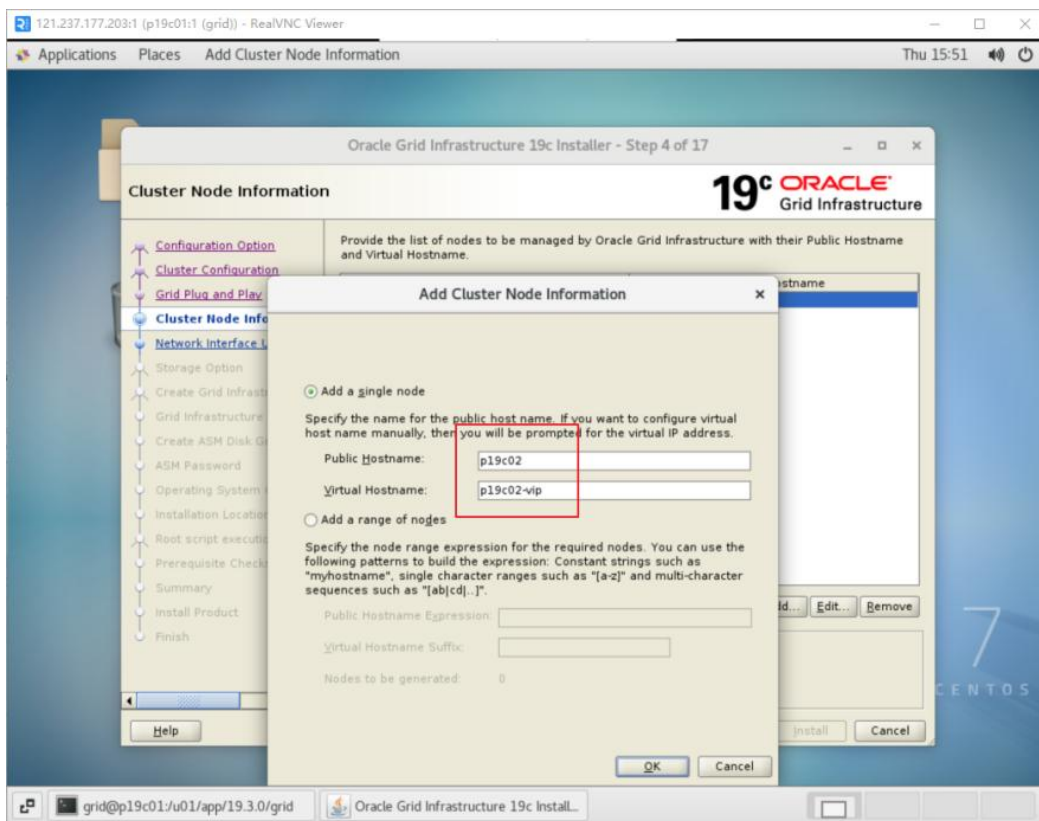 121.237.177.203:1 (p19c01:1 (grid)) - RealVNC Viewer
Applications Places Add Cluster Node Information Thu 15:51
Oracle Grid Infrastructure 19c Installer - Step 4 of 17
Cluster Node Information
19c ORACLE
Grid Infrastructure
Configuration Option
Cluster Configuration
Grid Plug and Play
Cluster Node Info
Network Interface U
Storage Option
Create Grid Infrast
Grid Infrastructure
Create ASM Disk G
ASM Password
Operating System
Installation Location
Root script executi
Prerequisite Check
Summary
Install Product
Finish
Provide the list of nodes to be managed by Oracle Grid Infrastructure with their Public Hostname
and Virtual Hostname.
ostname
Add Cluster Node Information
Add a single node
Specify the name for the public host name. If you want to configure virtual
host name manually, then you will be prompted for the virtual IP address.
Public Hostname: p19c02
Virtual Hostname: p19c02-vip
Add a range of nodes
Specify the node range expression for the required nodes. You can use the
following patterns to build the expression: Constant strings such as
"myhostname", single character ranges such as "[a-z]" and multi-character
sequences such as "[ab|cd|..]".
Public Hostname Expression:
Virtual Hostname Suffix:
Nodes to be generated: 0
OK Cancel
dd... Edit... Remove
Help
Install Cancel
7
CENTOS
grid@p19c01:/u01/app/19.3.0/grid
Oracle Grid Infrastructure 19c Install...